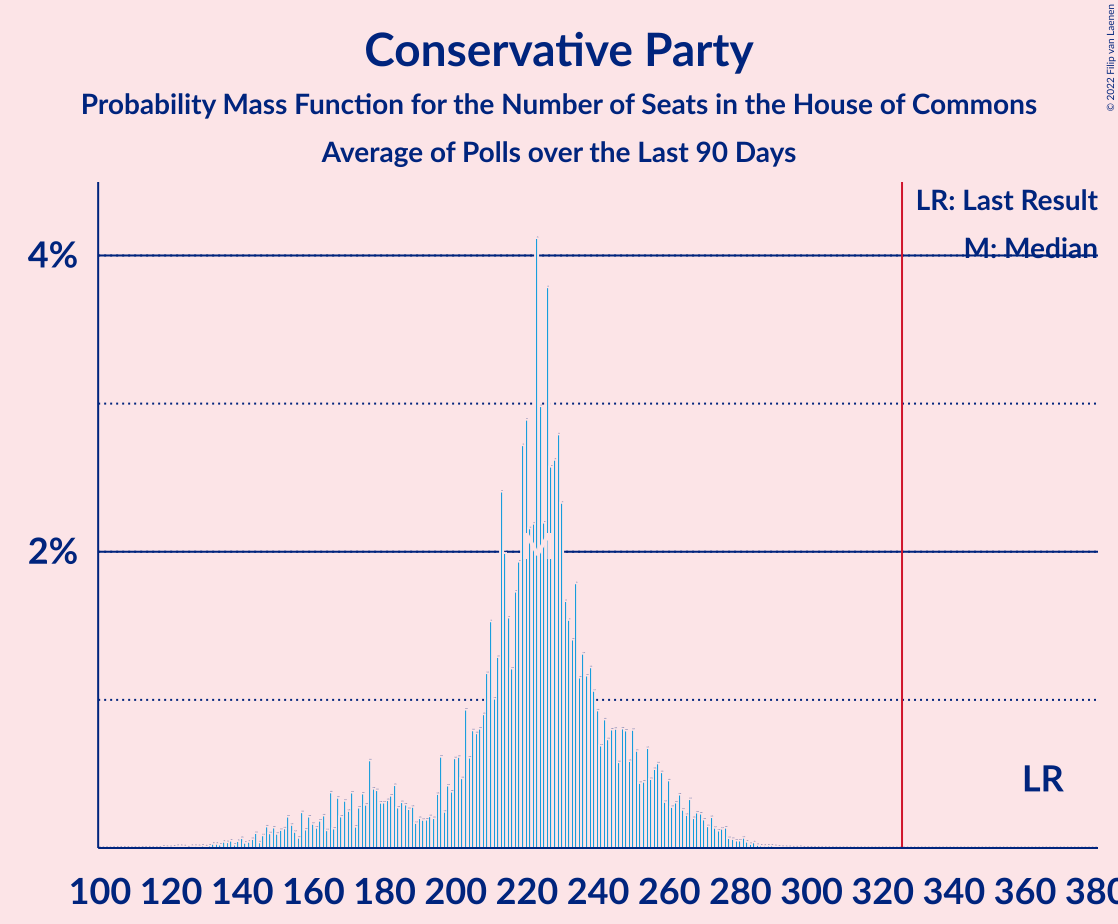 Conservative Party
Probability Mass Function for the Number of Seats in the House of Commons
Average of Polls over the Last 90 Days
© 2022 Filip van Laenen
LR: Last Result
M: Median
4%
2%
M
LR
100 120 140 160 180 200 220 240 260 280 300 320 340 360 380